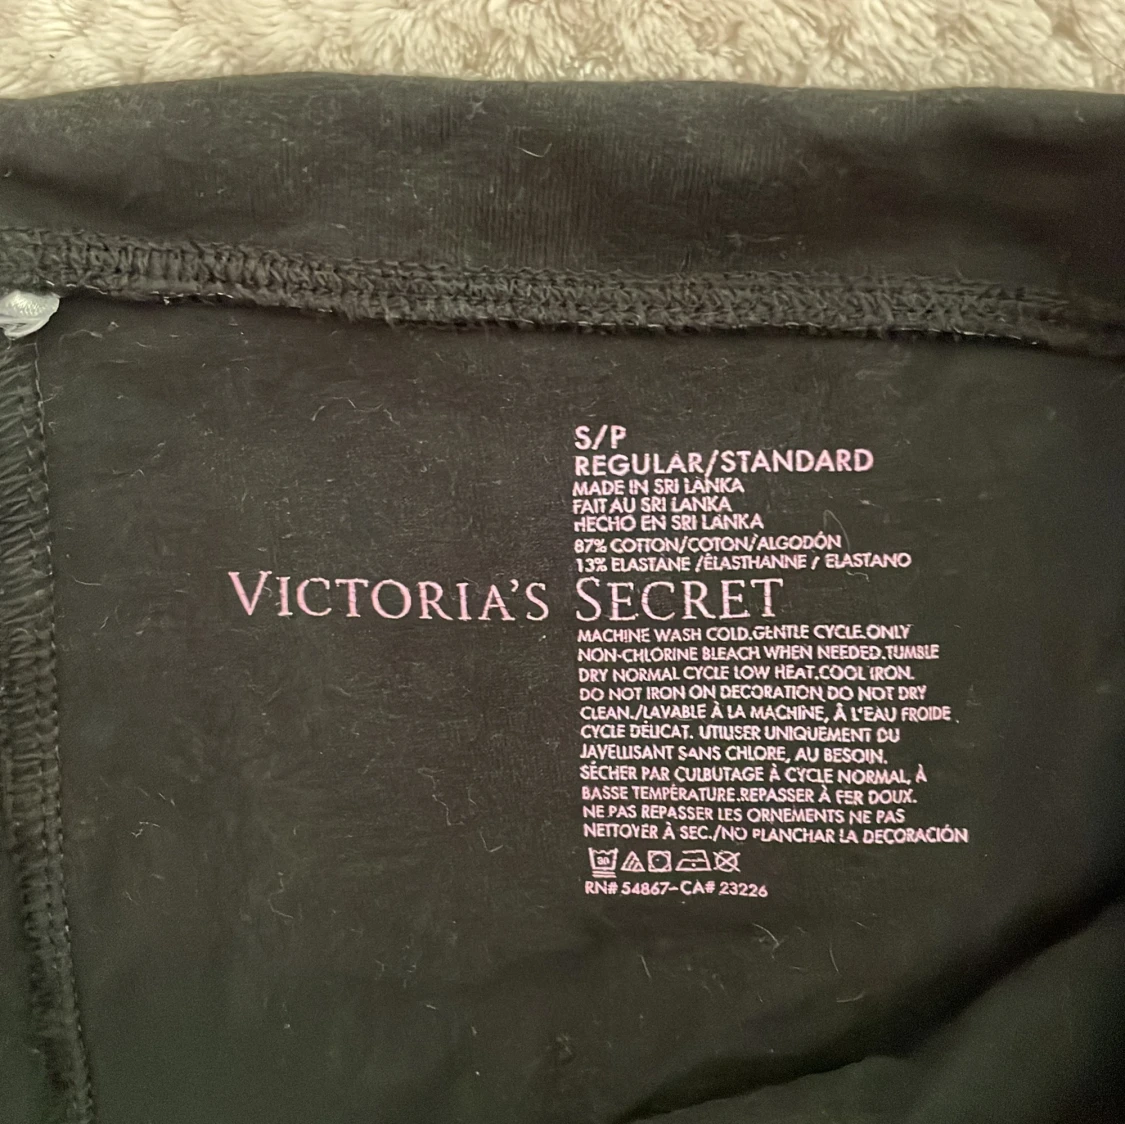 S/P
REGULAR/STANDARD
MADE IN SRI LANKA
FAIT AU SRI LANKA
HECHO EN SRI LANKA
87% COTTON/COTON/ALGODÓN
13% ELASTANE /ÉLASTHANNE / ELASTANO
VICTORIA'S SECRET
MACHINE WASH COLD.GENTLE CYCLE.ONLY
NON-CHLORINE BLEACH WHEN NEEDED.TUMBLE
DRY NORMAL CYCLE LOW HEAT.COOL IRON.
DO NOT IRON ON DECORATION.DO NOT DRY
CLEAN./LAVABLE À LA MACHINE, À L'EAU FROIDE.
CYCLE DÉLICAT. UTILISER UNIQUEMENT DU
JAVELLISANT SANS CHLORE, AU BESOIN.
SÉCHER PAR CULBUTAGE À CYCLE NORMAL, À
BASSE TEMPÉRATURE.REPASSER À FER DOUX.
NE PAS REPASSER LES ORNEMENTS NE PAS
NETTOYER À SEC./NO PLANCHAR LA DECORACIÓN
30
RN# 54867-CA# 23226